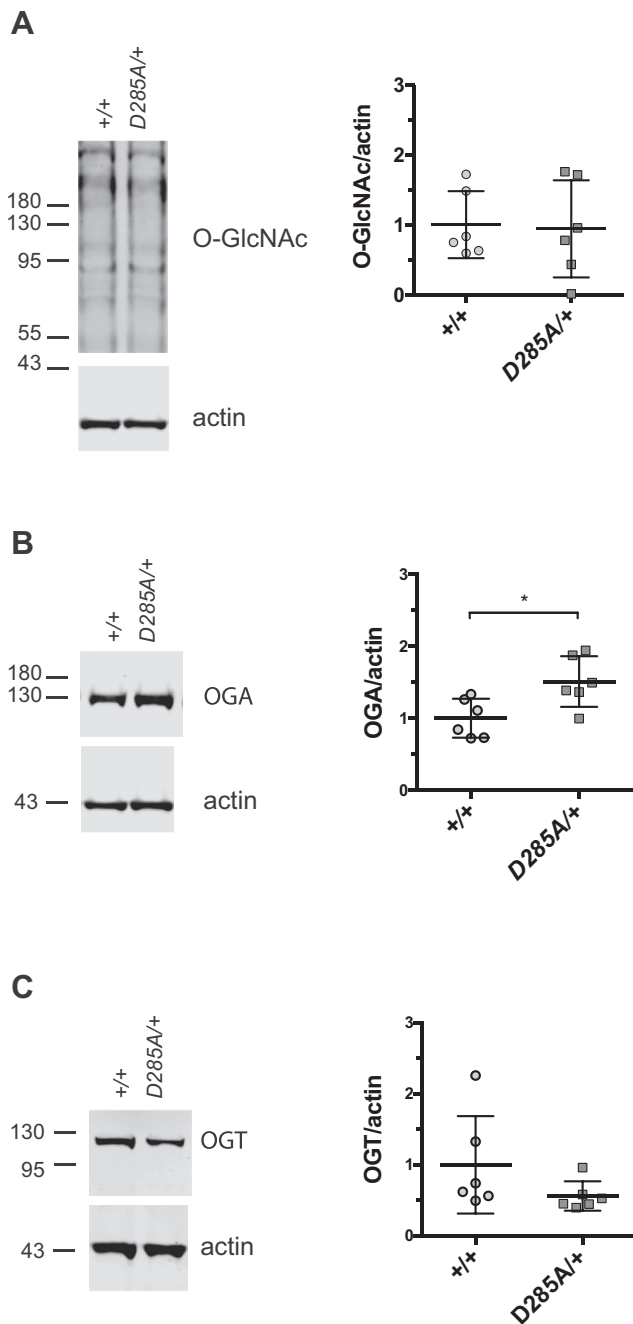 A
+/+
D285A/+
180
130
95
55
43
O-GlcNAc
actin
O-GlcNAc/actin
3
2
1
0
+/+
D285A/+
B
+/+
D285A/+
180
130
43
OGA
actin
OGA/actin
3
2
1
0
*
+/+
D285A/+
C
+/+
D285A/+
130
95
43
OGT
actin
OGT/actin
3
2
1
0
+/+
D285A/+